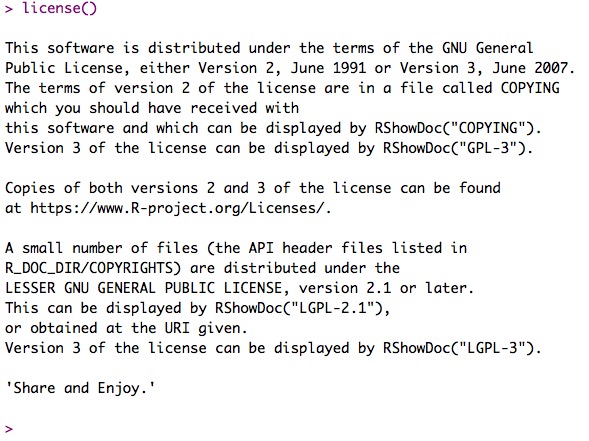 > license()
This software is distributed under the terms of the GNU General
Public License, either Version 2, June 1991 or Version 3, June 2007.
The terms of version 2 of the license are in a file called COPYING
which you should have received with
this software and which can be displayed by RShowDoc("COPYING").
Version 3 of the license can be displayed by RShowDoc("GPL-3").
Copies of both versions 2 and 3 of the license can be found
at https://www.R-project.org/Licenses/.
A small number of files (the API header files listed in
R_DOC_DIR/COPYRIGHTS) are distributed under the
LESSER GNU GENERAL PUBLIC LICENSE, version 2.1 or later.
This can be displayed by RShowDoc("LGPL-2.1"),
or obtained at the URI given.
Version 3 of the license can be displayed by RShowDoc("LGPL-3").
'Share and Enjoy.'
>